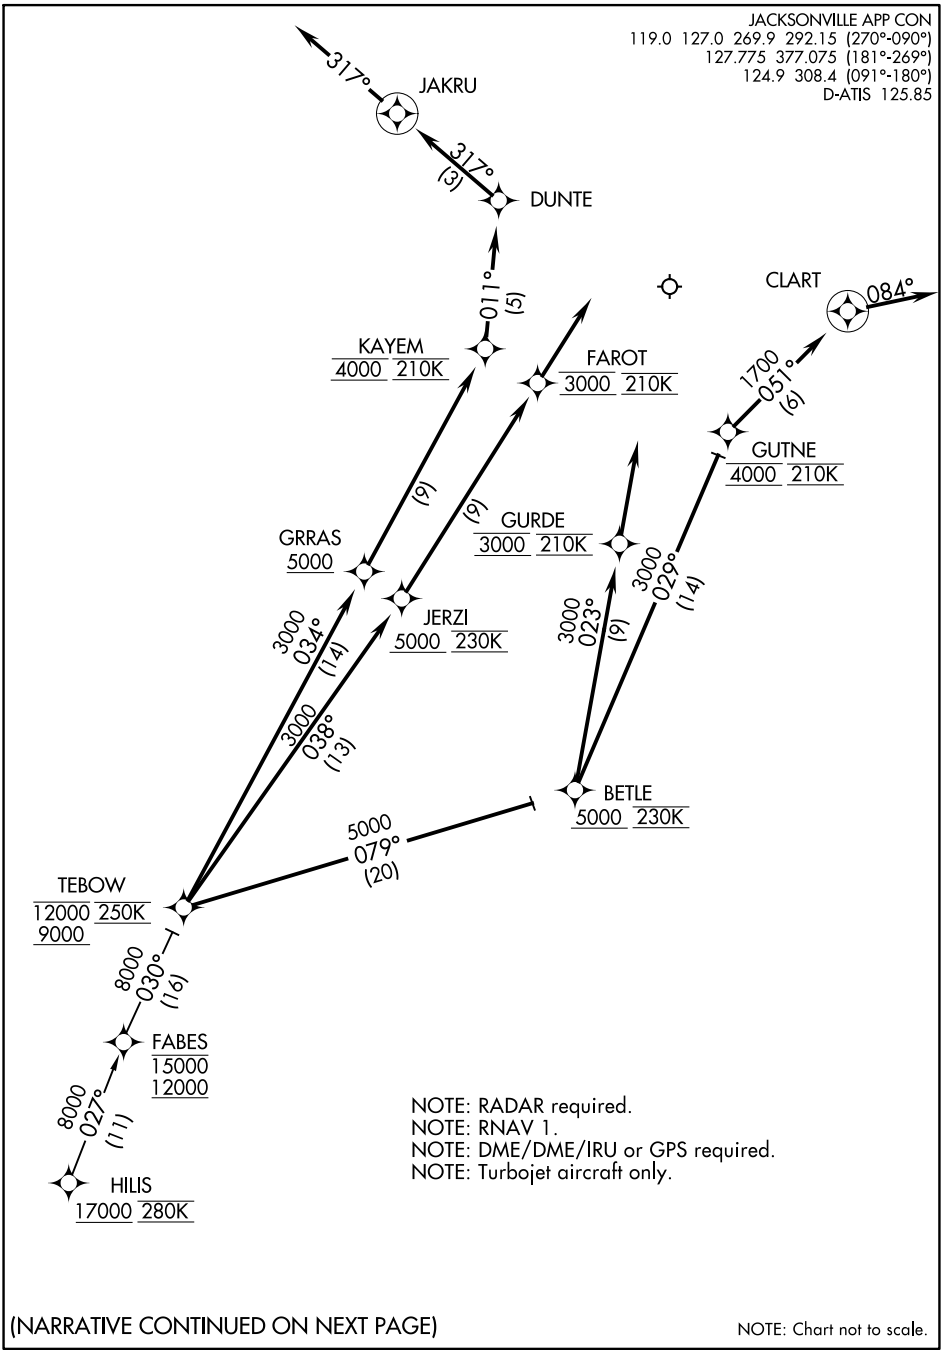 JACKSONVILLE APP CON
119.0 127.0 269.9 292.15 (270°-090°)
127.775 377.075 (181°-269°)
124.9 308.4 (091°-180°)
D-ATIS 125.85
317°
JAKRU
317°
(3)
DUNTE
011°
(5)
CLART
084°
KAYEM
4000 210K
FAROT
3000 210K
1700
051°
(6)
GUTNE
4000 210K
(9)
(9)
GRRAS
5000
GURDE
3000 210K
3000
029°
(14)
JERZI
5000 230K
3000
023°
(9)
3000
034°
(14)
3000
038°
(13)
BETLE
5000 230K
5000
079°
(20)
TEBOW
12000 250K
9000
8000
030°
(16)
FABES
15000
12000
8000
027°
(11)
HILIS
17000 280K
NOTE: RADAR required.
NOTE: RNAV 1.
NOTE: DME/DME/IRU or GPS required.
NOTE: Turbojet aircraft only.
(NARRATIVE CONTINUED ON NEXT PAGE)
NOTE: Chart not to scale.